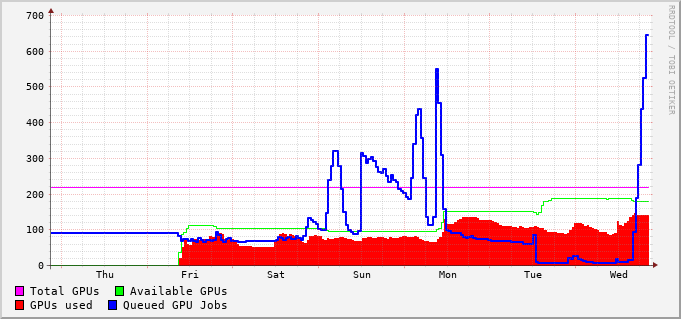 700
600
500
400
300
200
100
0
Thu Fri Sat Sun Mon Tue Wed
RRDTOOL / TOBI OETIKER
Total GPUs Available GPUs
GPUs used Queued GPU Jobs